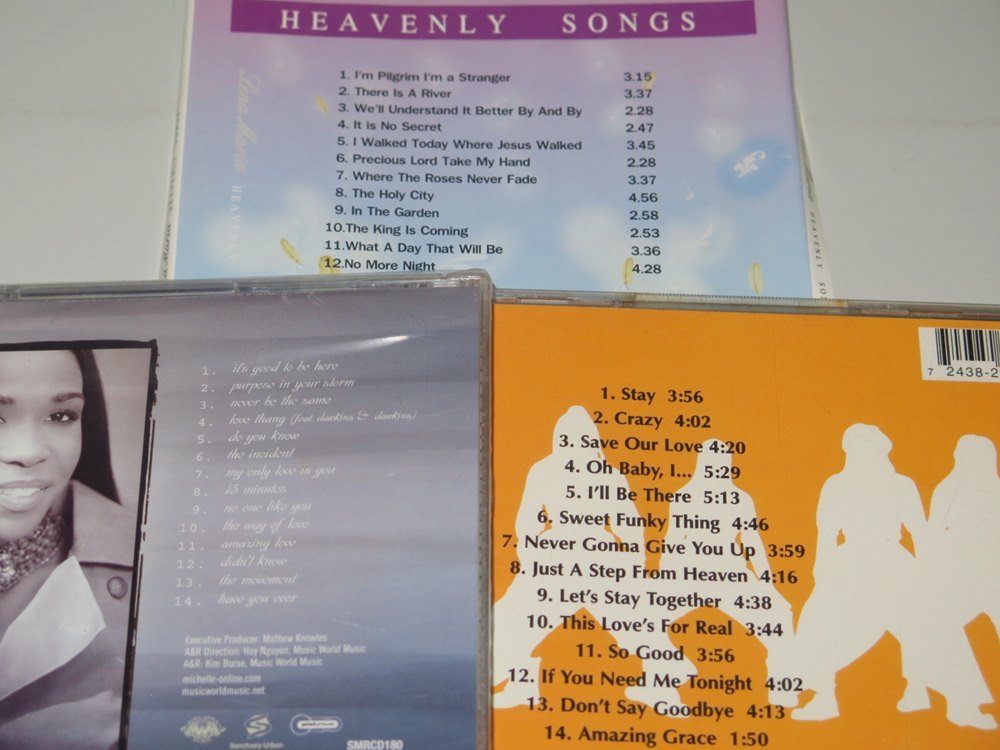 HEAVENLY SONGS
1. I'm Pilgrim I'm a Stranger 3.15
2. There Is A River 3.37
3. We'll Understand It Better By And By 2.28
4. It is No Secret 2.47
5. I Walked Today Where Jesus Walked 3.45
6. Precious Lord Take My Hand 2.28
7. Where The Roses Never Fade 3.37
8. The Holy City 4.56
9. In The Garden 2.58
10.The King Is Coming 2.53
11.What A Day That Will Be 3.36
12.No More Night 4.28
HEAVENLY
HEAVENLY
1. it's good to be here
2. purpose in your storm
3. never be the same
4. love thang (feat. dawkins & dawkins)
5. do you know
6. the incident
7. my only love is you
8. 15 minutes
9. no one like you
10. the way of love
11. amazing love
12. didn't know
13. the movement
14. have you ever
Executive Producer: Mathew Knowles
A&R Direction: Huy Nguyen, Music World Music
A&R: Kim Burse, Music World Music
michelle-online.com
musicworldmusic.net
Sanctuary Urban
SMRCD180
7 2438-2
1. Stay 3:56
2. Crazy 4:02
3. Save Our Love 4:20
4. Oh Baby, I... 5:29
5. I'll Be There 5:13
6. Sweet Funky Thing 4:46
7. Never Gonna Give You Up 3:59
8. Just A Step From Heaven 4:16
9. Let's Stay Together 4:38
10. This Love's For Real 3:44
11. So Good 3:56
12. If You Need Me Tonight 4:02
13. Don't Say Goodbye 4:13
14. Amazing Grace 1:50